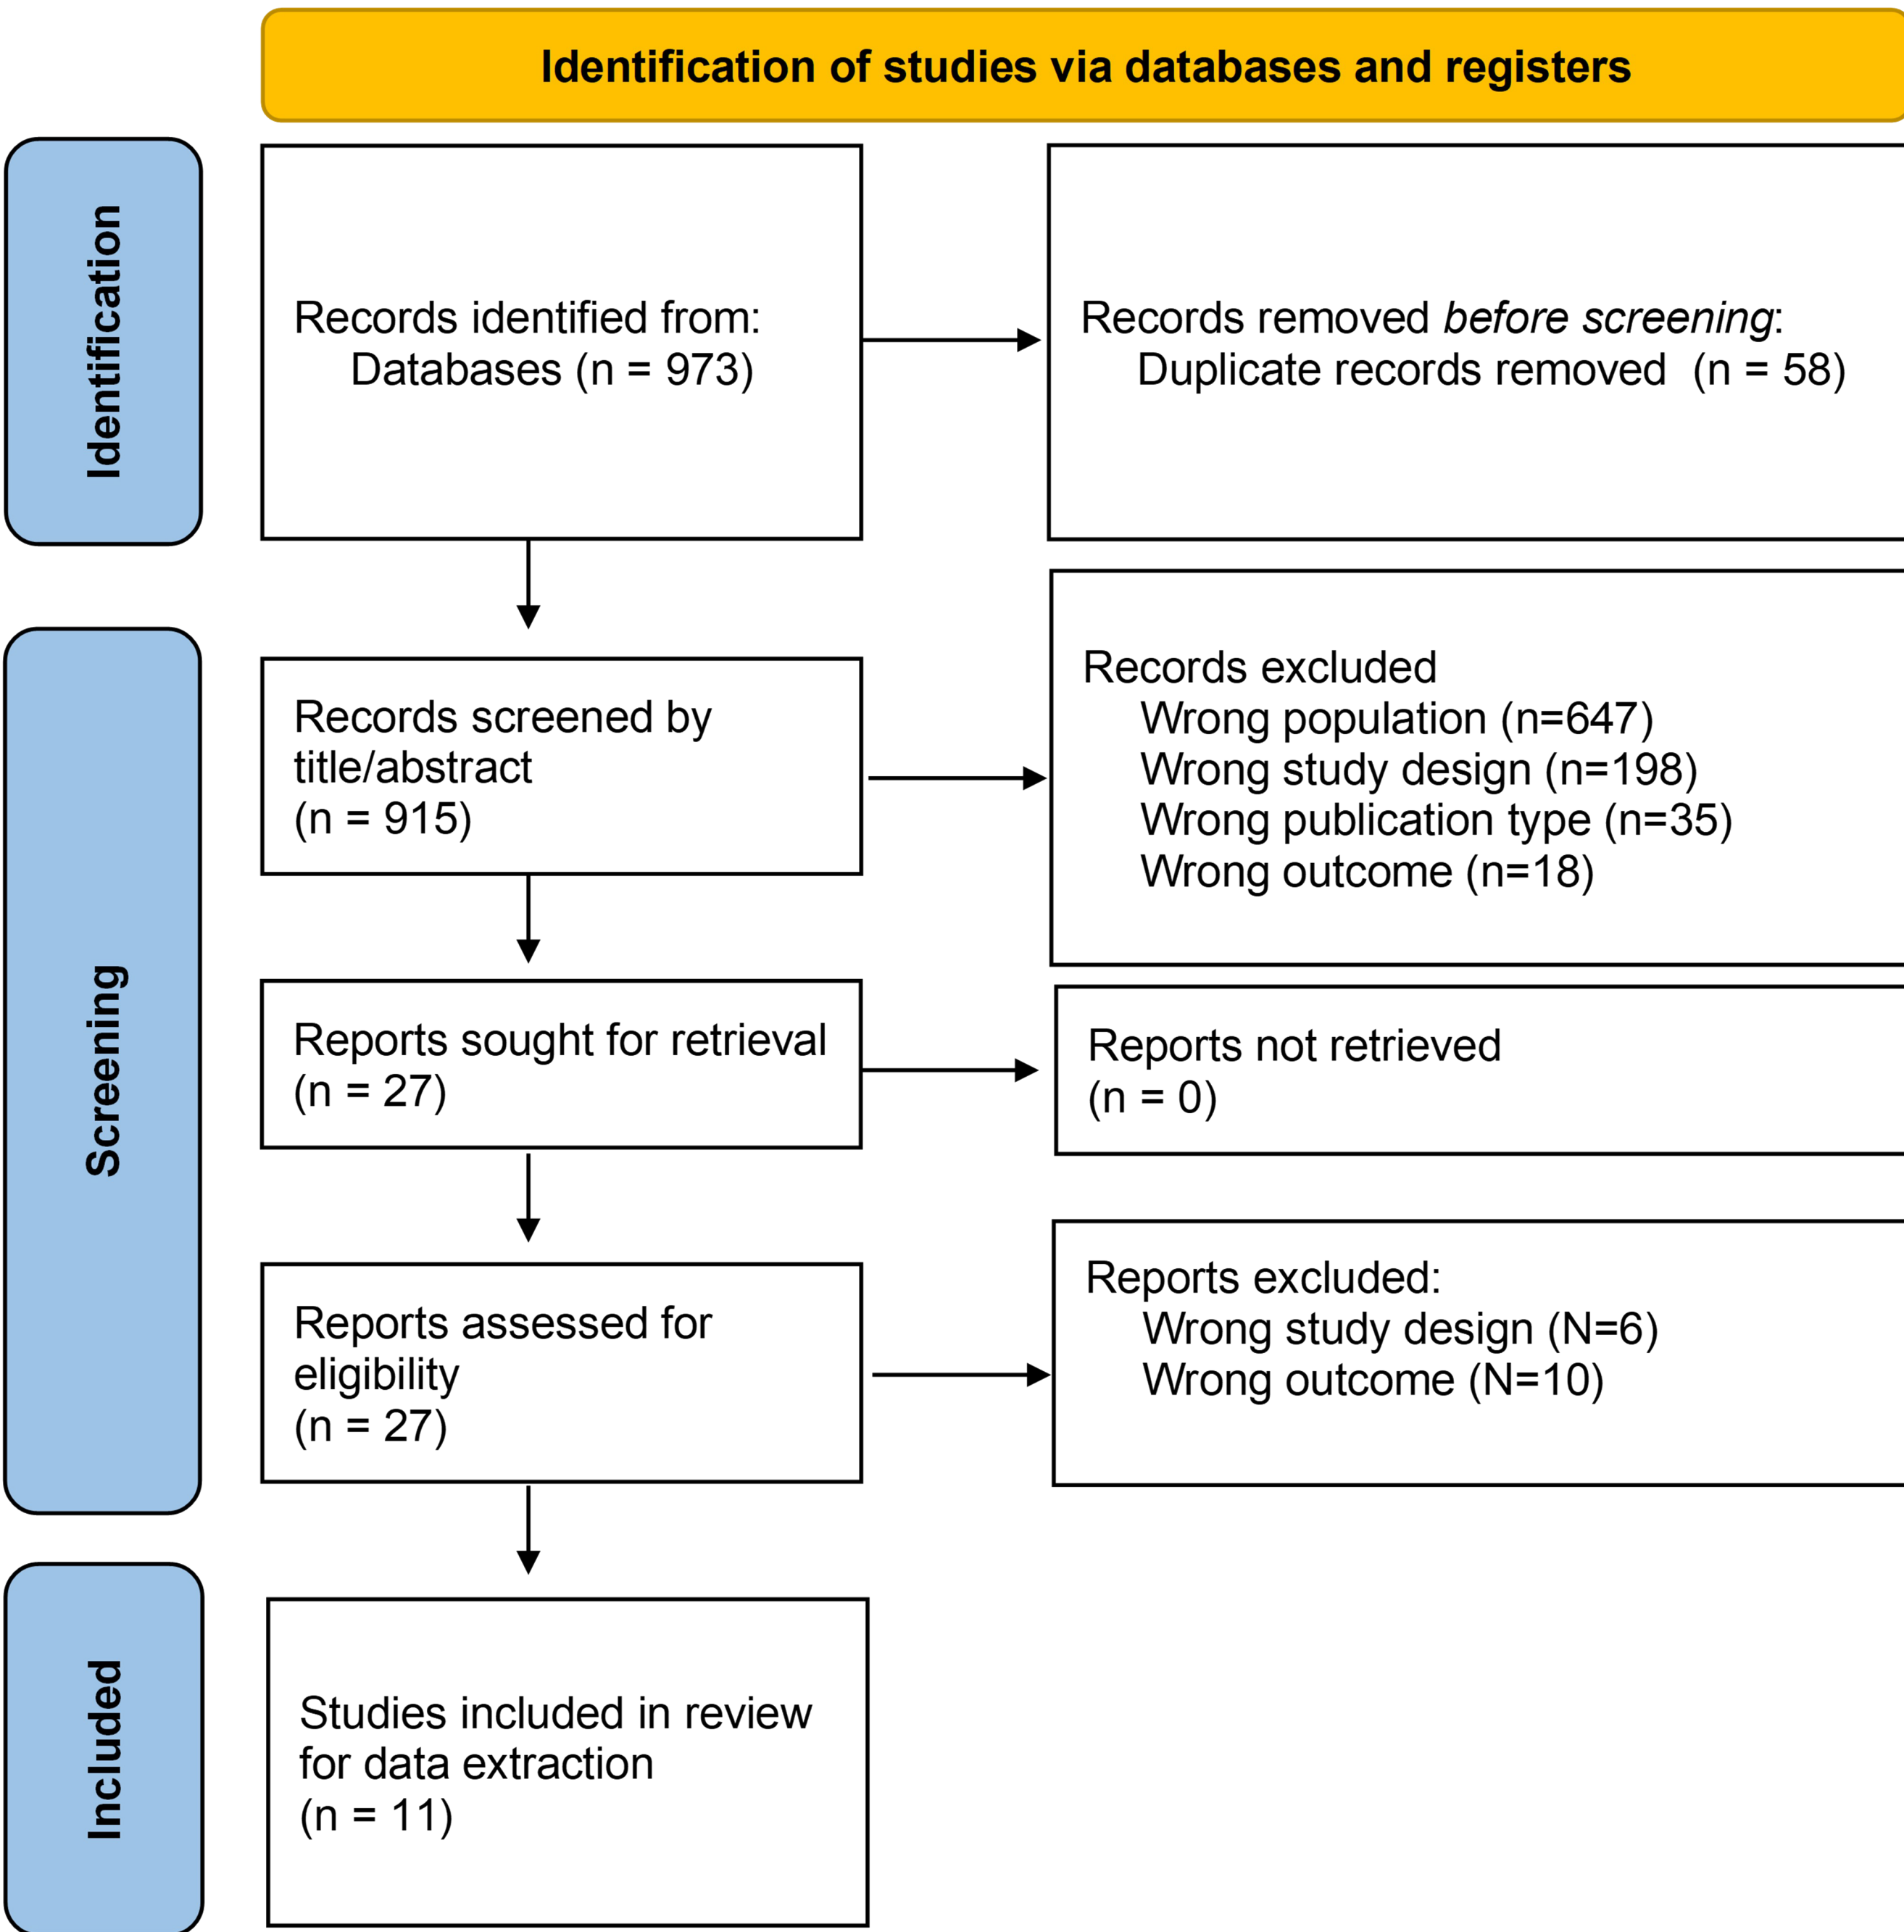 Identification of studies via databases and registers
Identification
Records identified from:
Databases (n = 973)
Records removed before screening:
Duplicate records removed  (n = 58)
Screening
Records screened by
title/abstract
(n = 915)
Records excluded
Wrong population (n=647)
Wrong study design (n=198)
Wrong publication type (n=35)
Wrong outcome (n=18)
Reports sought for retrieval
(n = 27)
Reports not retrieved
(n = 0)
Reports assessed for
eligibility
(n = 27)
Reports excluded:
Wrong study design (N=6)
Wrong outcome (N=10)
Included
Studies included in review
for data extraction
(n = 11)